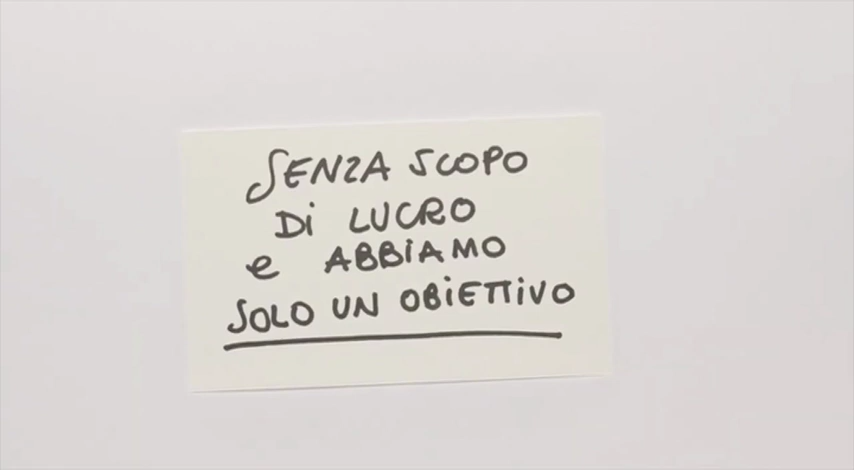 SENZA SCOPO
Di LUCRO
e ABBiAMO
SOLO UN OBiETTiVO